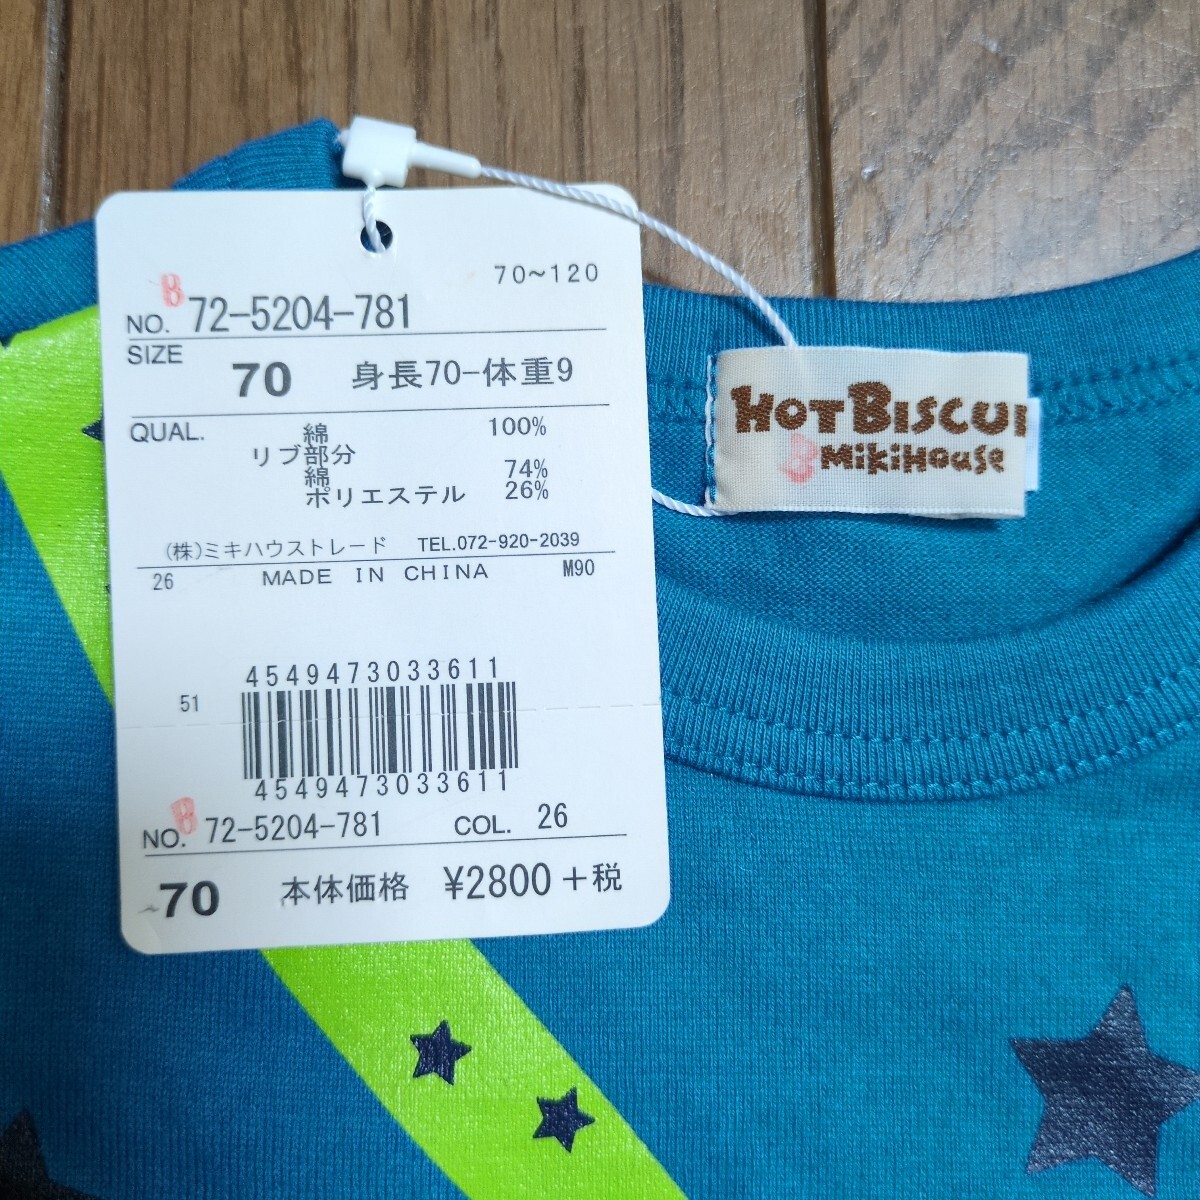 70~120
B
NO. 72-5204-781
SIZE 70 身長70-体重9
QUAL. 綿 100%
リブ部分
綿 74%
ポリエステル 26%
(株)ミキハウストレード TEL.072-920-2039
26 MADE IN CHINA M90
4549473033611
51
4549473033611
B
NO. 72-5204-781 COL. 26
~70 本体価格 ¥2800+税
HOT BISCUI
B MIKIHOUSE